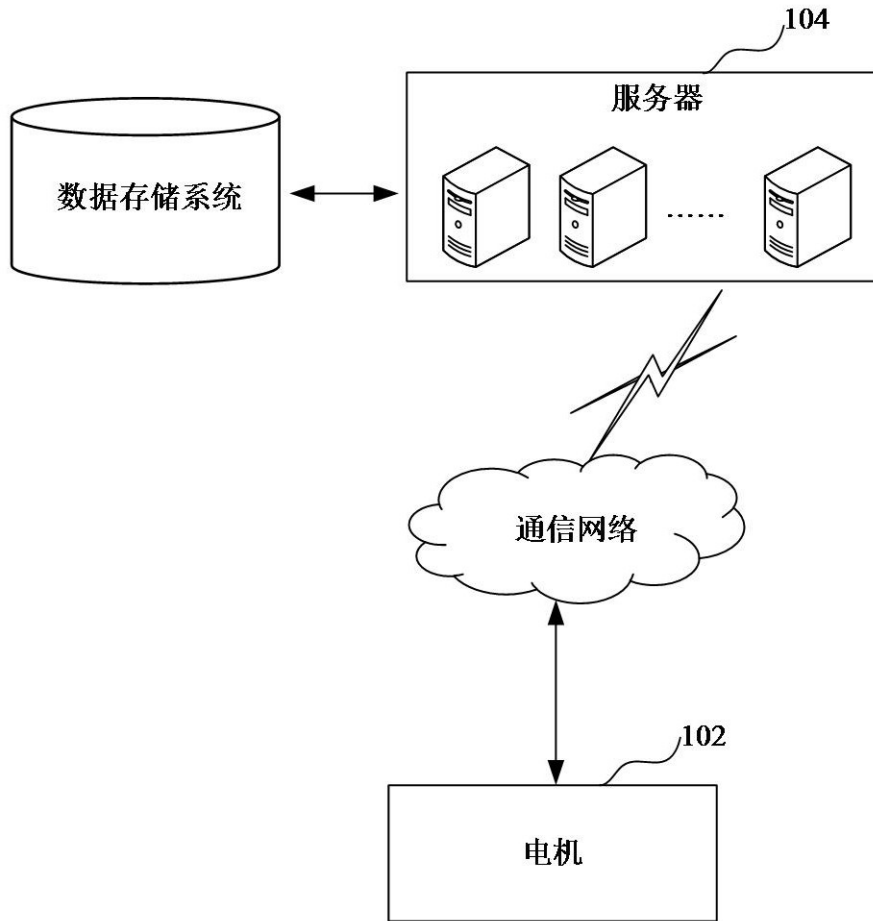 104
服务器
数据存储系统
......
通信网络
102
电机